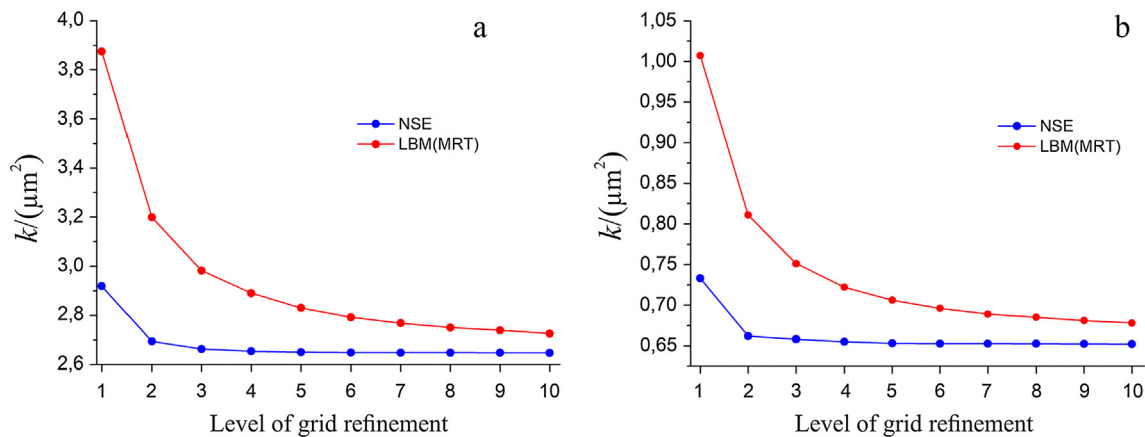 a
4,0
3,8
3,6
3,4
3,2
3,0
2,8
2,6
k/(μm²)
NSE
LBM(MRT)
1 2 3 4 5 6 7 8 9 10
Level of grid refinement
b
1,05
1,00
0,95
0,90
0,85
0,80
0,75
0,70
0,65
k/(μm²)
NSE
LBM(MRT)
1 2 3 4 5 6 7 8 9 10
Level of grid refinement